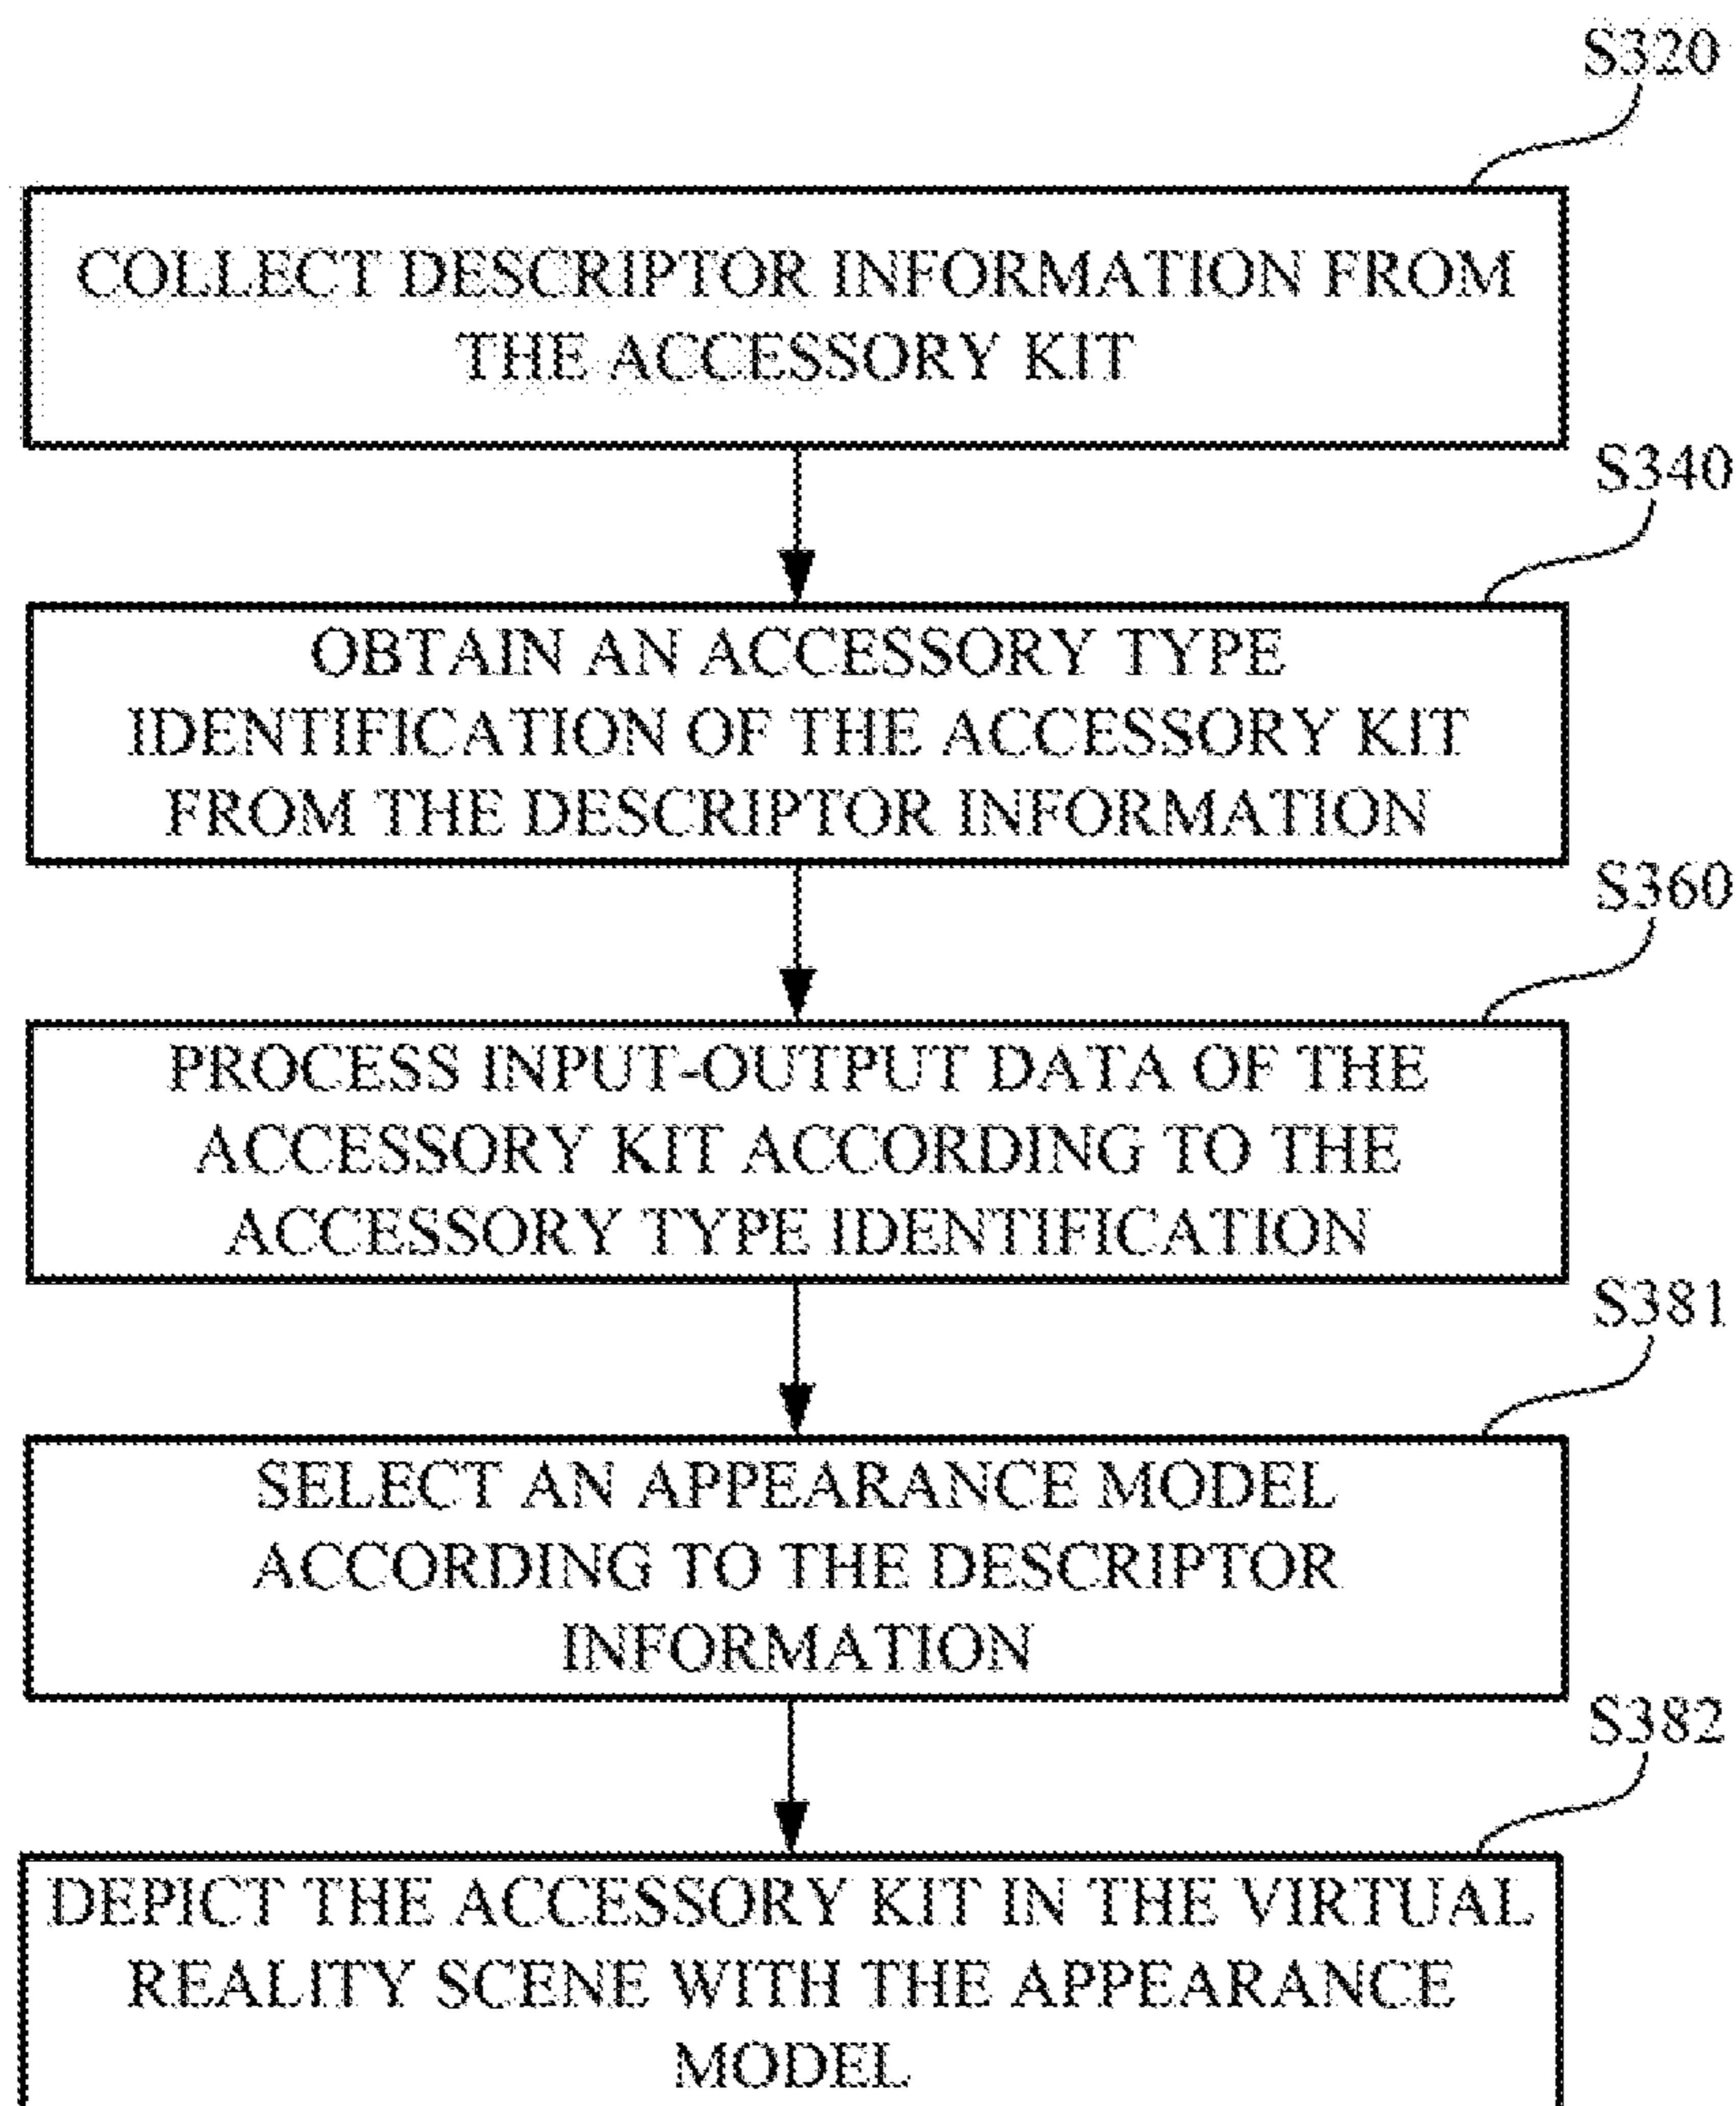 S320
COLLECT DESCRIPTOR INFORMATION FROM
THE ACCESSORY KIT
S340
OBTAIN AN ACCESSORY TYPE
IDENTIFICATION OF THE ACCESSORY KIT
FROM THE DESCRIPTOR INFORMATION
S360
PROCESS INPUT-OUTPUT DATA OF THE
ACCESSORY KIT ACCORDING TO THE
ACCESSORY TYPE IDENTIFICATION
S381
SELECT AN APPEARANCE MODEL
ACCORDING TO THE DESCRIPTOR
INFORMATION
S382
DEPICT THE ACCESSORY KIT IN THE VIRTUAL
REALITY SCENE WITH THE APPEARANCE
MODEL